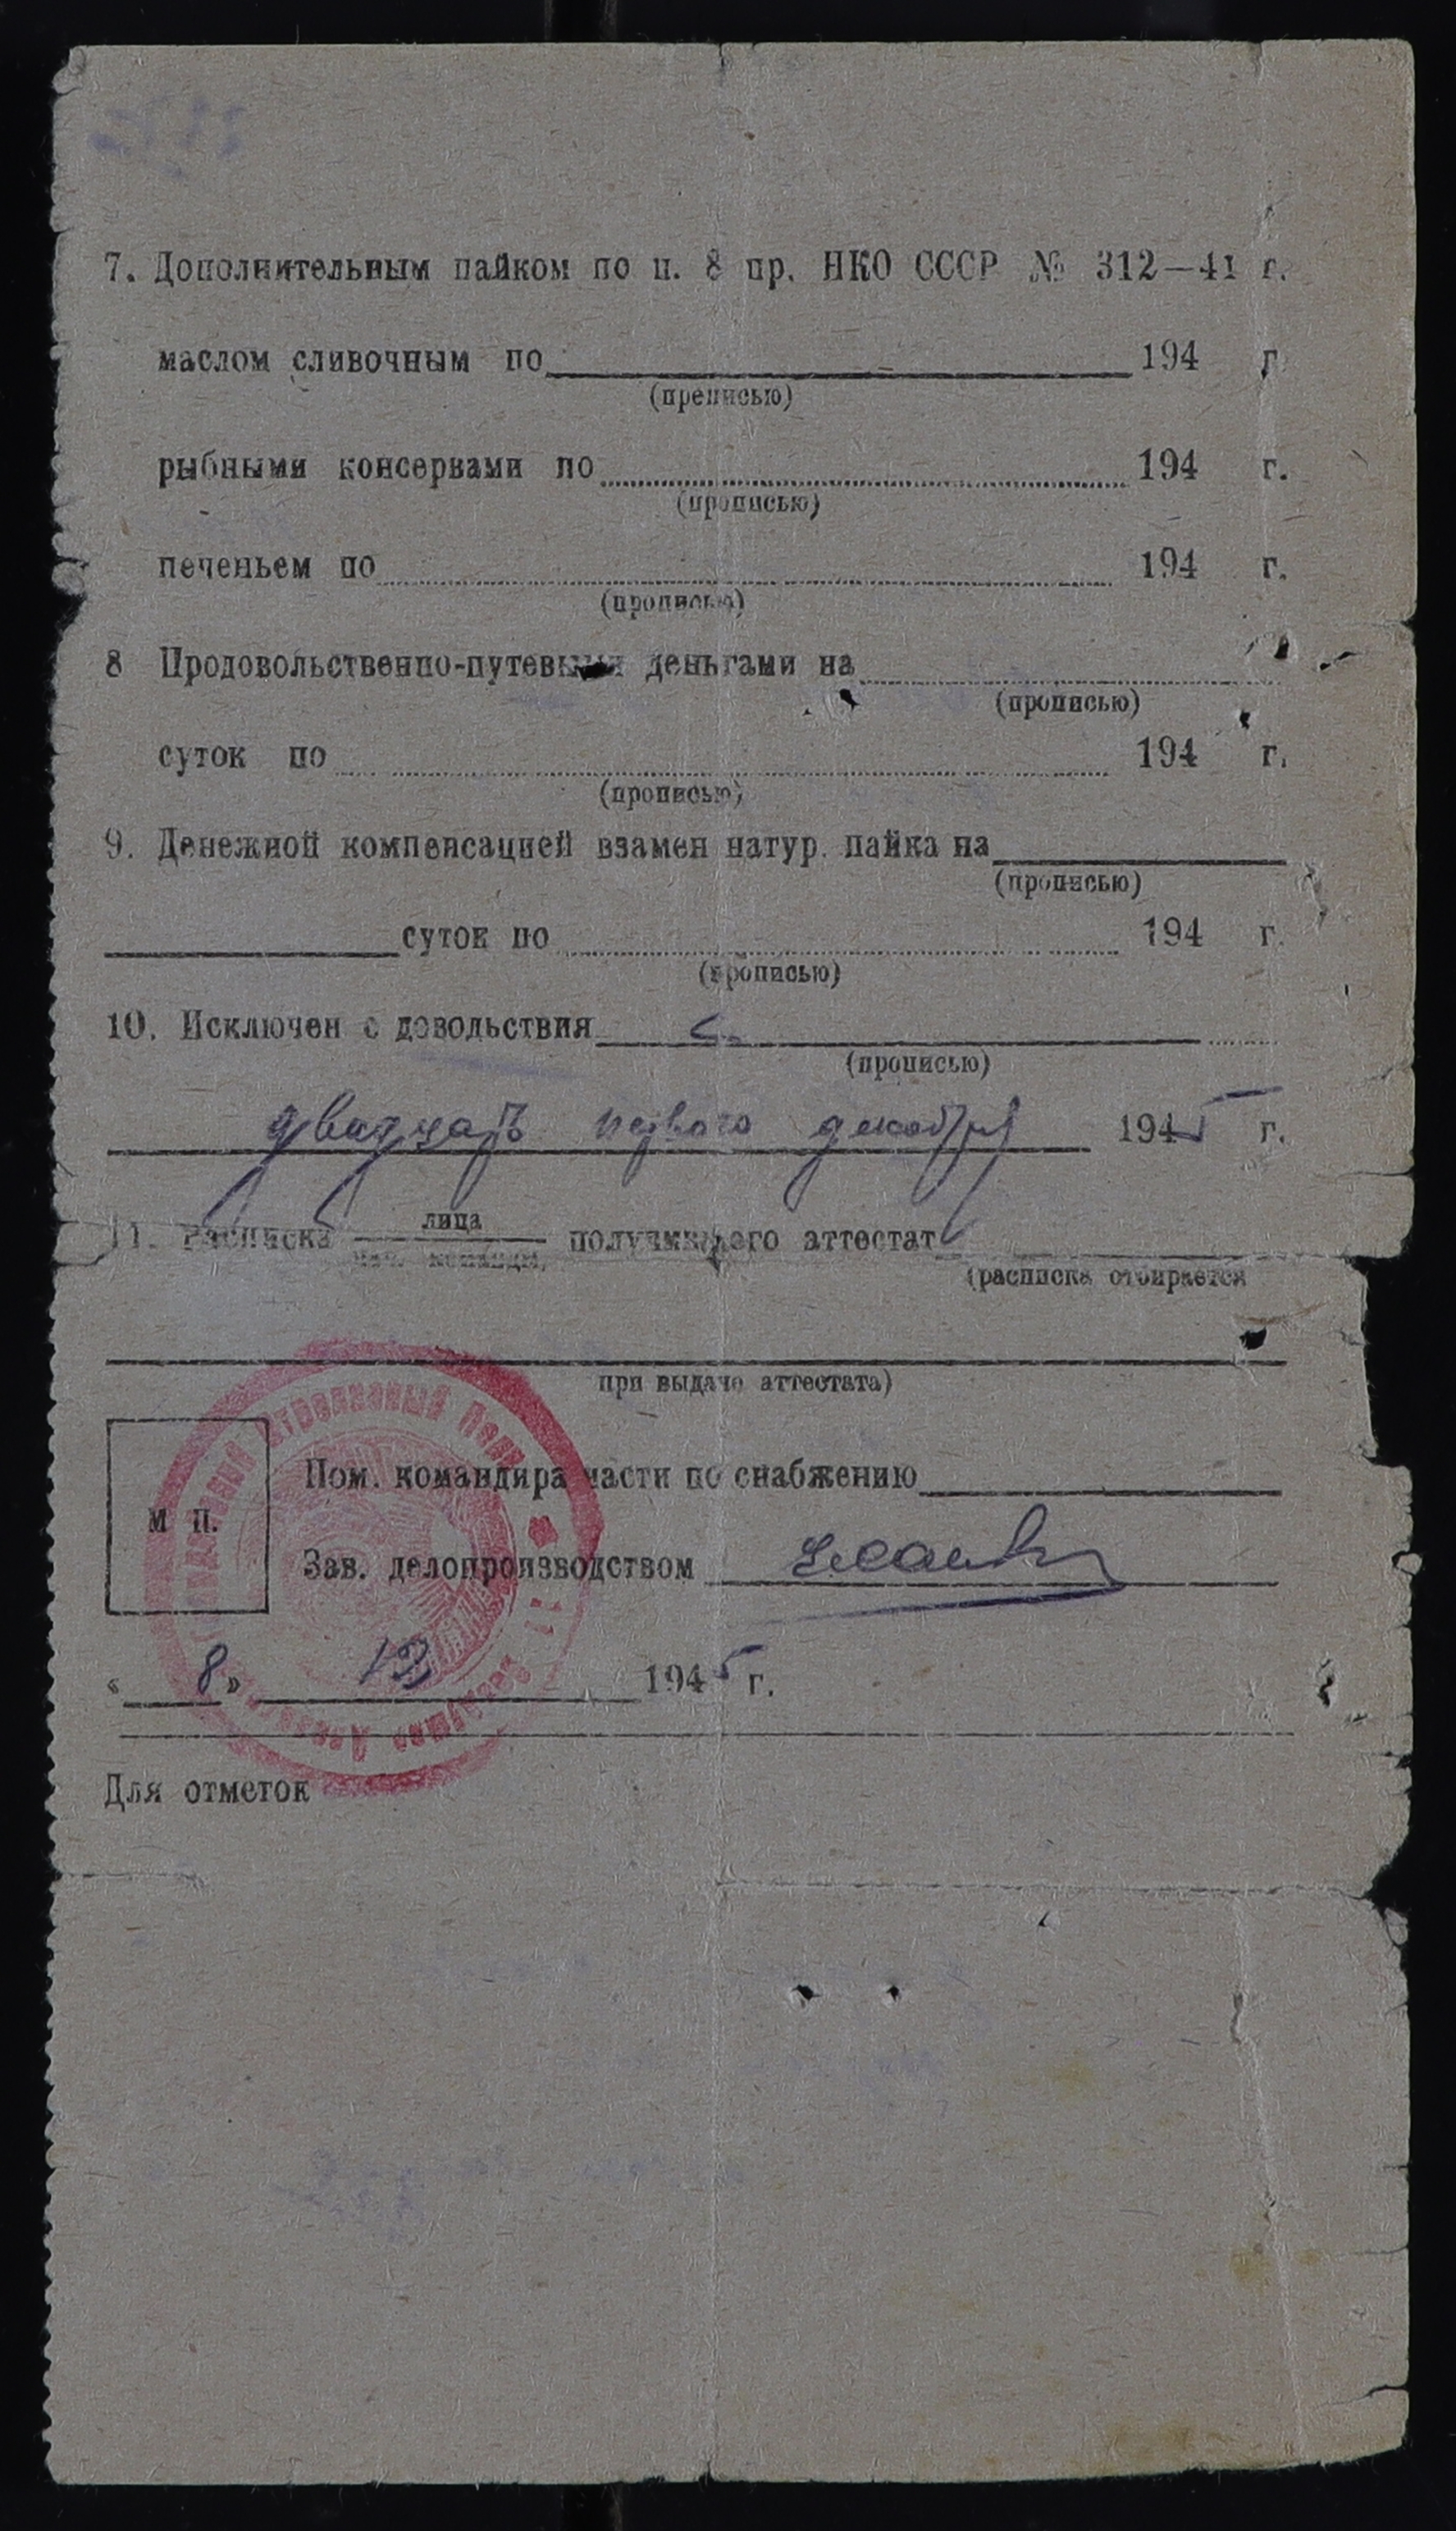 7. Дополнительным пайком по п. 8 пр. НКО СССР № 312—41 г.
маслом сливочным по 194 г.
(прописью)
рыбными консервами по 194 г.
(прописью)
печеньем по 194 г.
(прописью)
8 Продовольственно-путевыми деньгами на
(прописью)
суток по 194 г.
(прописью)
9. Денежной компенсацией взамен натур. пайка на
(прописью)
суток по 194 г.
(прописью)
10. Исключен с довольствия с
(прописью)
двадцать первого декабря 1945 г.
11. Расписка лица получившего аттестат
нач. команды,
(расписка отбирается
при выдаче аттестата)
стрелковый полк
М П.
Пом. командира части по снабжению
Зав. делопроизводством
« 8 » 12 1945 г.
Для отметок